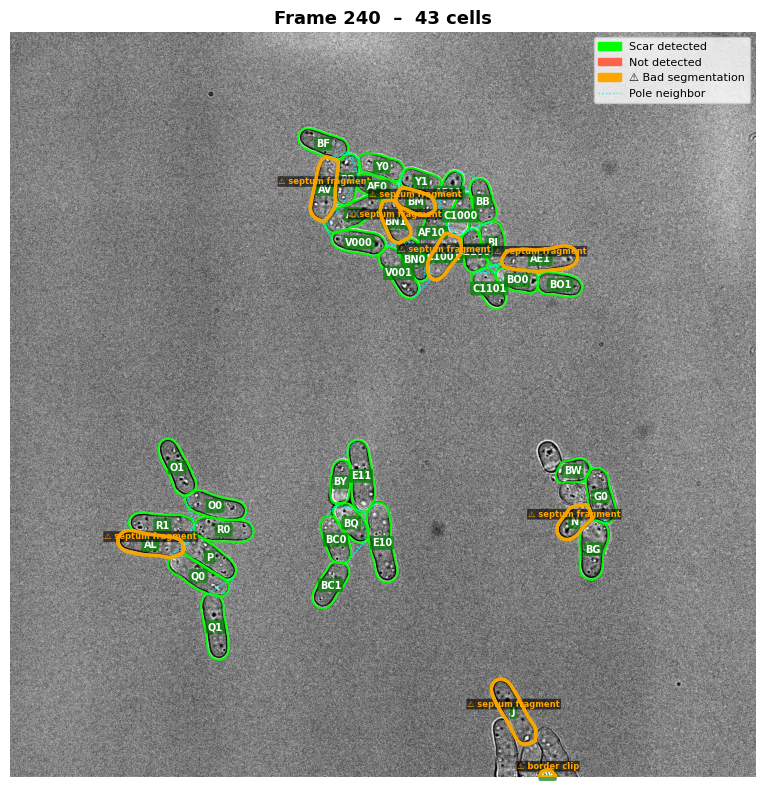 Frame 240 – 43 cells
Scar detected
Not detected
⚠ Bad segmentation
Pole neighbor
BF
Y0
⚠ septum fragment
AV
AF0
Y1
⚠ septum fragment
BM
BB
⚠ septum fragment
BN1
C1000
AF10
V000
BI
⚠ septum fragment
⚠ septum fragment
BN0
AE1
V001
BO0
BO1
C1101
O1
BY
E11
BW
G0
O0
R1
R0
BQ
⚠ septum fragment
N
⚠ septum fragment
AL
BC0
E10
BG
P
Q0
BC1
Q1
⚠ septum fragment
J
⚠ border clip